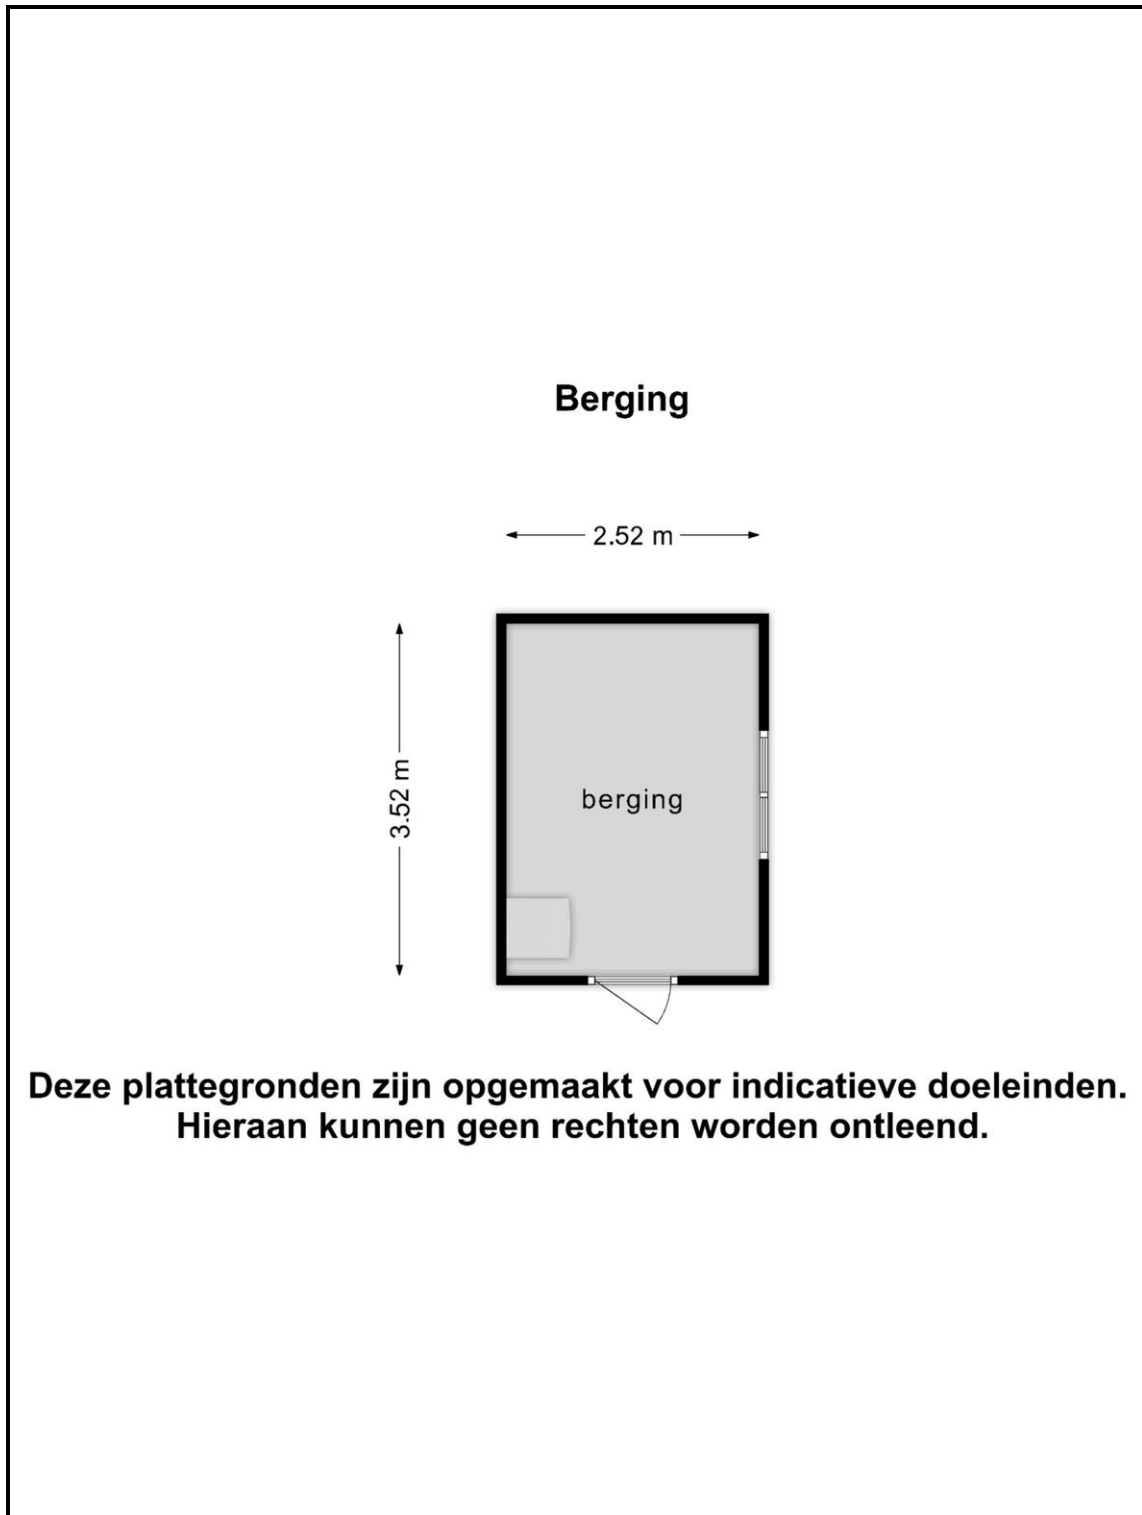 Berging
2.52 m
3.52 m
berging
Deze plattegronden zijn opgemaakt voor indicatieve doeleinden.
Hieraan kunnen geen rechten worden ontleend.